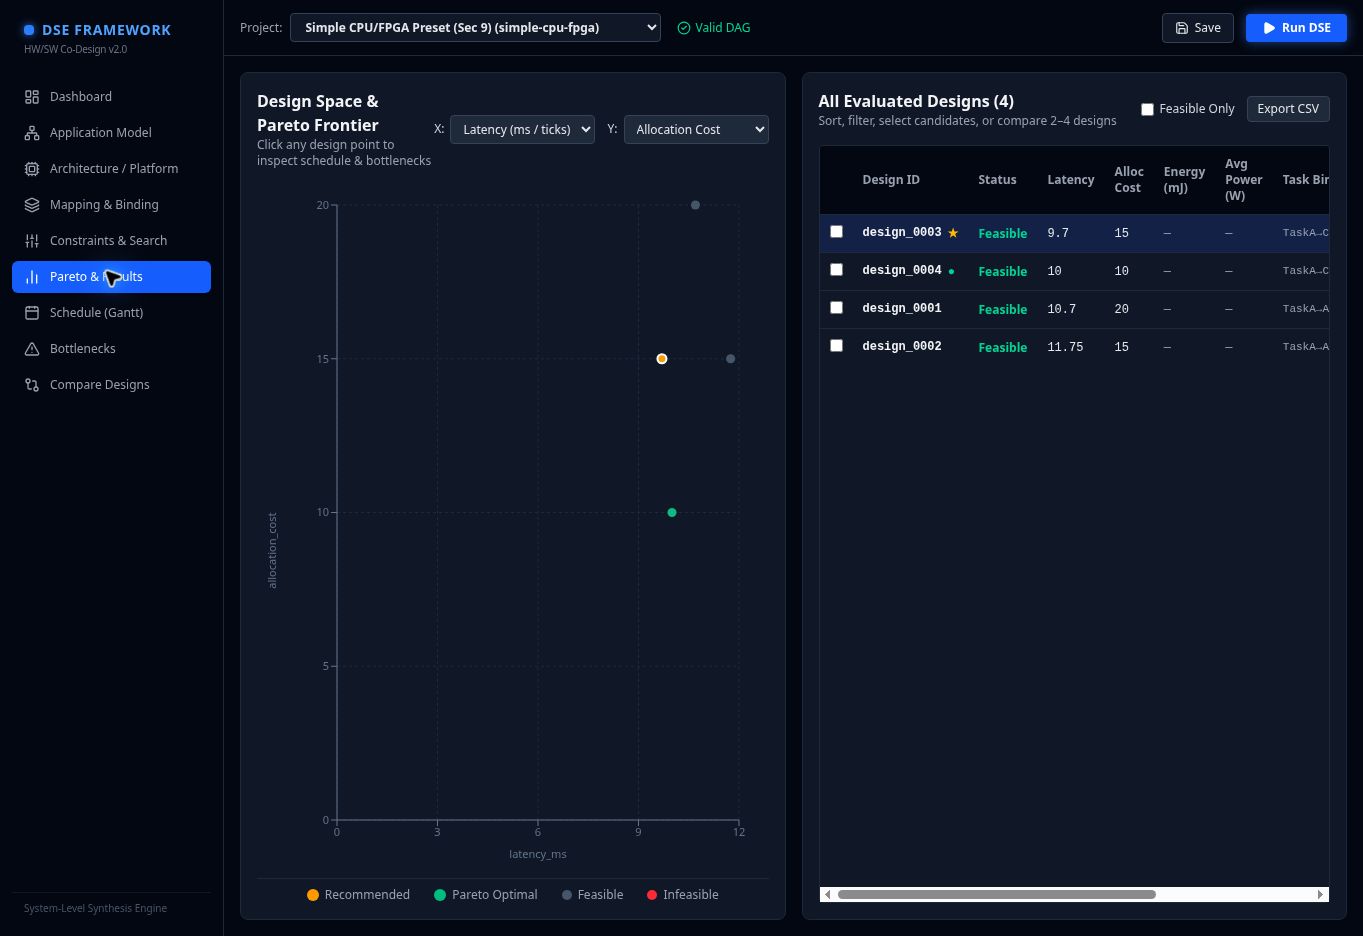 DSE FRAMEWORK
HW/SW Co-Design v2.0
Dashboard
Application Model
Architecture / Platform
Mapping & Binding
Constraints & Search
Pareto &
Schedule (Gantt)
Bottlenecks
Compare Designs
System-Level Synthesis Engine
Project: Simple CPU/FPGA Preset (Sec 9) (simple-cpu-fpga) Valid DAG Save Run DSE
Design Space &
Pareto Frontier
Click any design point to
inspect schedule & bottlenecks
X: Latency (ms / ticks) Y: Allocation Cost
20
15
10
5
0
allocation_cost
0 3 6 9 12
latency_ms
Recommended Pareto Optimal Feasible Infeasible
All Evaluated Designs (4)
Sort, filter, select candidates, or compare 2–4 designs
Feasible Only Export CSV
Design ID Status Latency Alloc Cost Energy (mJ) Avg Power (W) Task Bin
design_0003 ★ Feasible 9.7 15 — — TaskA→C
design_0004 ● Feasible 10 10 — — TaskA→C
design_0001 Feasible 10.7 20 — — TaskA→A
design_0002 Feasible 11.75 15 — — TaskA→A